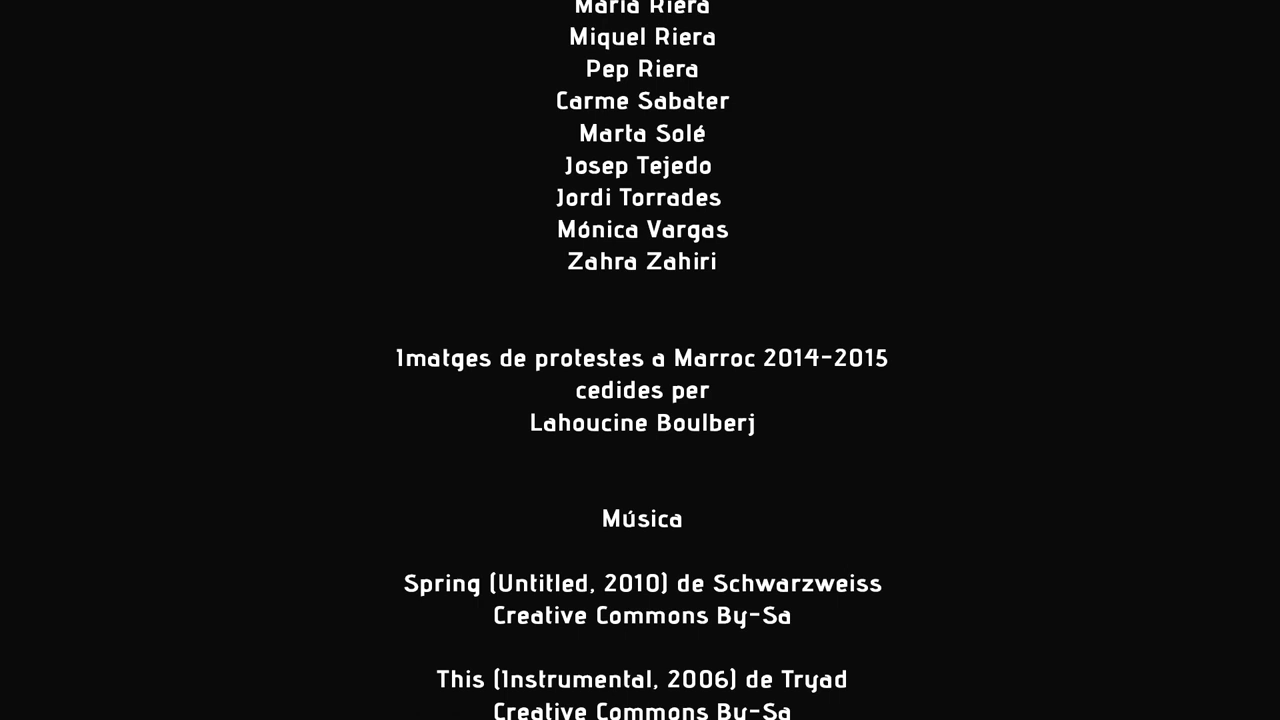 Maria Riera
Miquel Riera
Pep Riera
Carme Sabater
Marta Solé
Josep Tejedo
Jordi Torrades
Mónica Vargas
Zahra Zahiri
Imatges de protestes a Marroc 2014-2015
cedides per
Lahoucine Boulberj
Música
Spring (Untitled, 2010) de Schwarzweiss
Creative Commons By-Sa
This (Instrumental, 2006) de Tryad
Creative Commons By-Sa